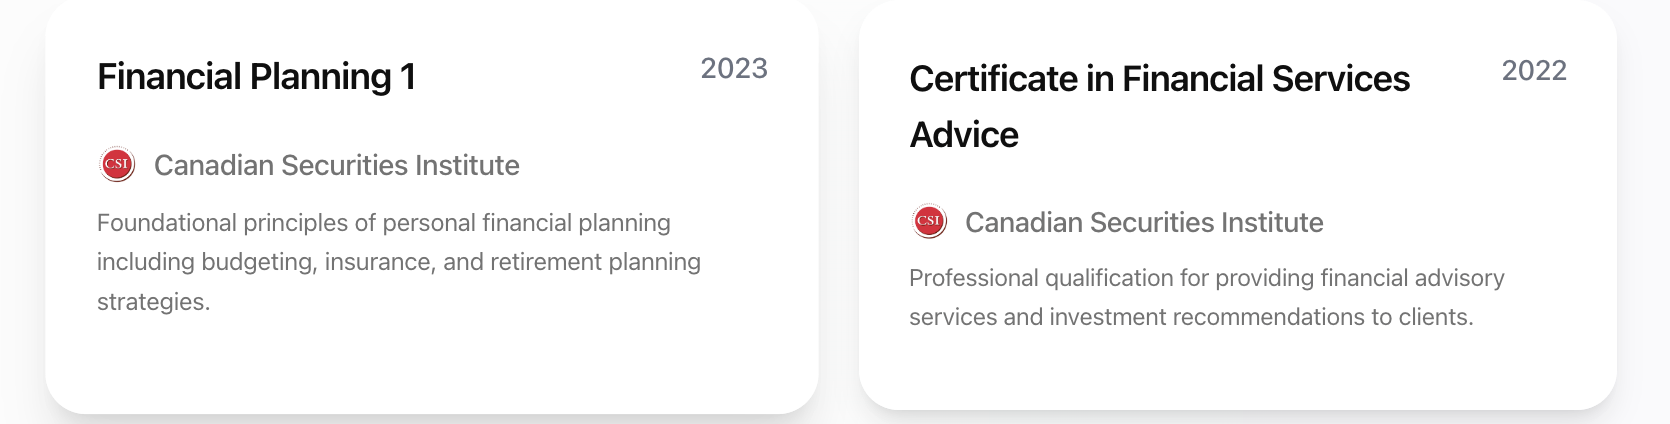 Financial Planning 1
2023
CSI
Canadian Securities Institute
Foundational principles of personal financial planning
including budgeting, insurance, and retirement planning
strategies.
Certificate in Financial Services
Advice
2022
CSI
Canadian Securities Institute
Professional qualification for providing financial advisory
services and investment recommendations to clients.